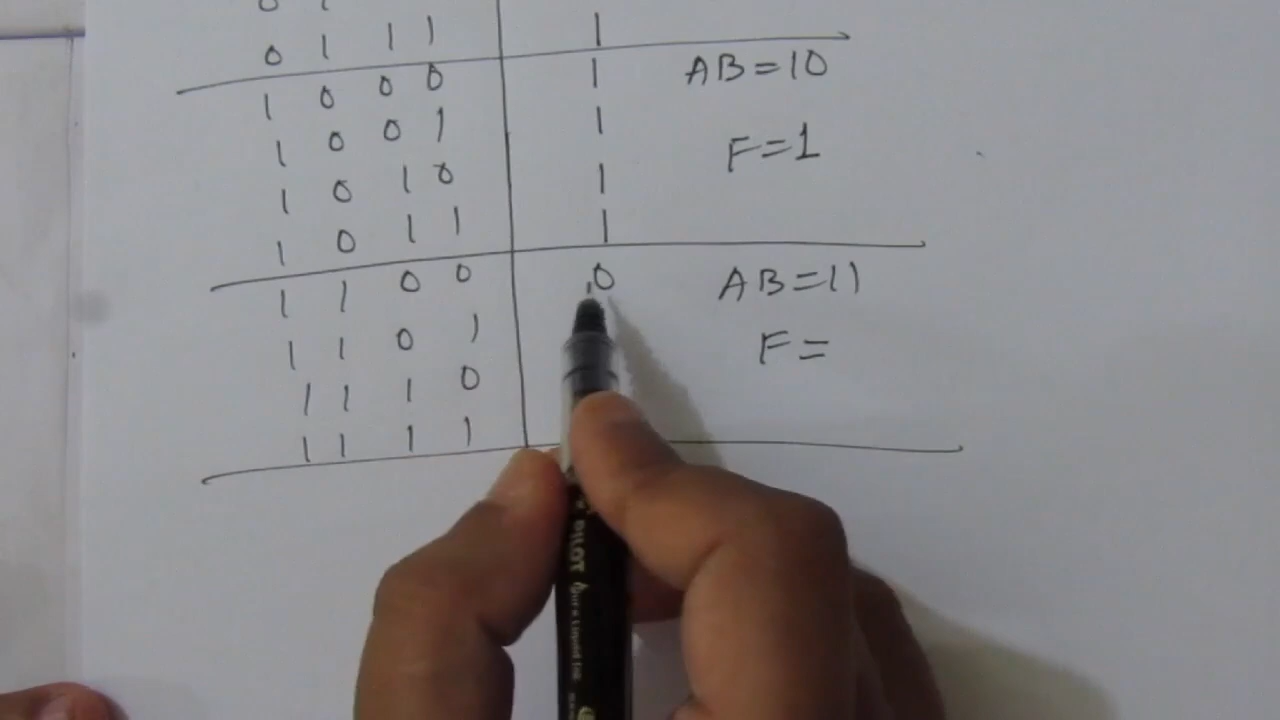 0 1
0 1 1 1 1
1 0 0 0 1 AB=10
1 0 0 1 1
F=1
1 0 1 0 1
1 0 1 1 1
1 1 0 0 0 AB=11
1 1 0 1
F=
1 1 1 0
1 1 1 1
PILOT